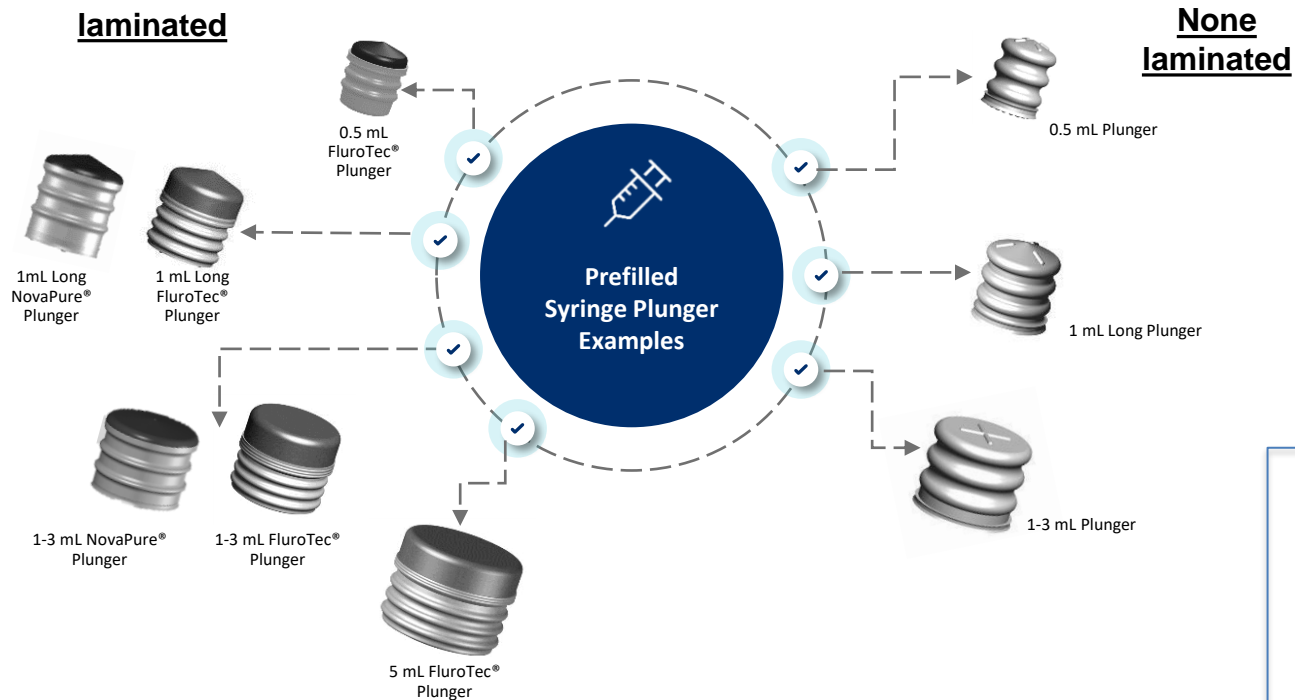 laminated
None
laminated
0.5 mL
FluroTec®
Plunger
1mL Long
NovaPure®
Plunger
1 mL Long
FluroTec®
Plunger
1-3 mL NovaPure®
Plunger
1-3 mL FluroTec®
Plunger
5 mL FluroTec®
Plunger
Prefilled
Syringe Plunger
Examples
0.5 mL Plunger
1 mL Long Plunger
1-3 mL Plunger